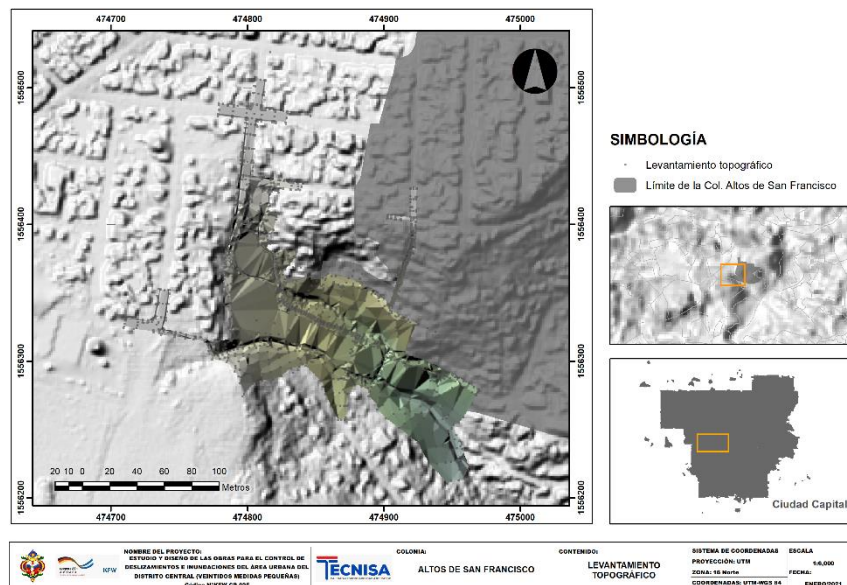 474700 474800 474900 475000
1556500
1556400
1556300
1556200
1556500
1556400
1556300
1556200
20 10 0 20 40 60 80 100
Metros
474700 474800 474900 475000
SIMBOLOGÍA
Levantamiento topográfico
Límite de la Col. Altos de San Francisco
Ciudad Capital
NOMBRE DEL PROYECTO:
ESTUDIO Y DISEÑO DE LAS OBRAS PARA EL CONTROL DE
DESLIZAMIENTOS E INUNDACIONES DEL ÁREA URBANA DEL
DISTRITO CENTRAL (VEINTIDOS MEDIDAS PEQUEÑAS)
KFW
TECNISA
COLONIA:
ALTOS DE SAN FRANCISCO
CONTENIDO:
LEVANTAMIENTO
TOPOGRÁFICO
SISTEMA DE COORDENADAS
PROYECCIÓN: UTM
ZONA: 16 Norte
COORDENADAS: UTM-WGS 84
ESCALA
FECHA:
ENERO/2021